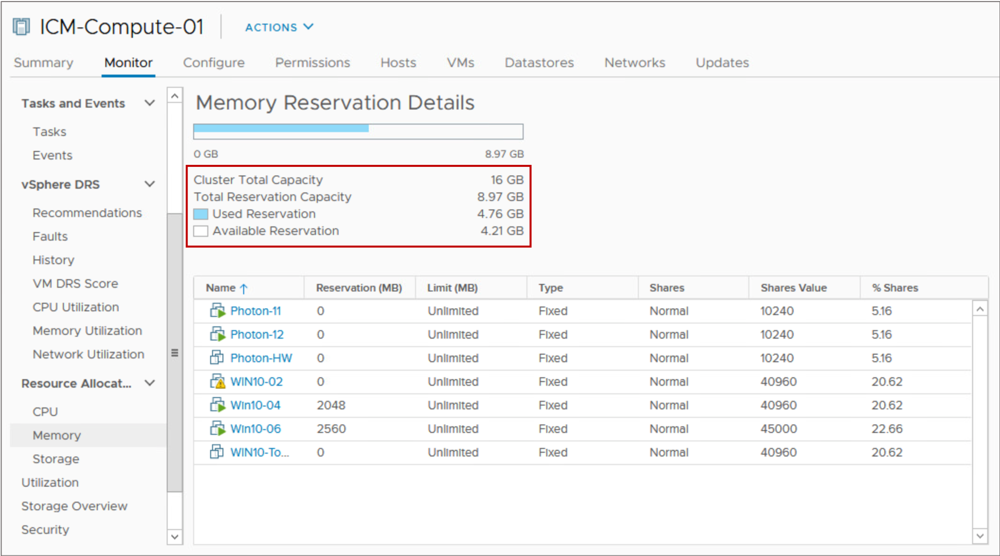 ICM-Compute-01 ACTIONS
Summary Monitor Configure Permissions Hosts VMs Datastores Networks Updates
Tasks and Events
Tasks
Events
vSphere DRS
Recommendations
Faults
History
VM DRS Score
CPU Utilization
Memory Utilization
Network Utilization
Resource Allocat...
CPU
Memory
Storage
Utilization
Storage Overview
Security
Memory Reservation Details
0 GB 8.97 GB
Cluster Total Capacity 16 GB
Total Reservation Capacity 8.97 GB
Used Reservation 4.76 GB
Available Reservation 4.21 GB
Name Reservation (MB) Limit (MB) Type Shares Shares Value % Shares
Photon-11 0 Unlimited Fixed Normal 10240 5.16
Photon-12 0 Unlimited Fixed Normal 10240 5.16
Photon-HW 0 Unlimited Fixed Normal 10240 5.16
WIN10-02 0 Unlimited Fixed Normal 40960 20.62
Win10-04 2048 Unlimited Fixed Normal 40960 20.62
Win10-06 2560 Unlimited Fixed Normal 45000 22.66
WIN10-To... 0 Unlimited Fixed Normal 40960 20.62